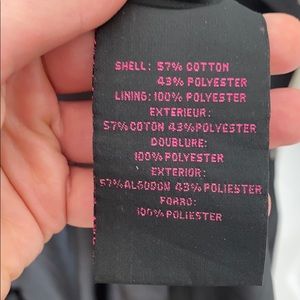 SHELL: 57% COTTON
43% POLYESTER
LINING: 100% POLYESTER
EXTERIEUR:
57% COTON 43% POLYESTER
DOUBLURE:
100% POLYESTER
EXTERIOR:
57% ALGODON 43% POLIESTER
FORRO:
100% POLIESTER